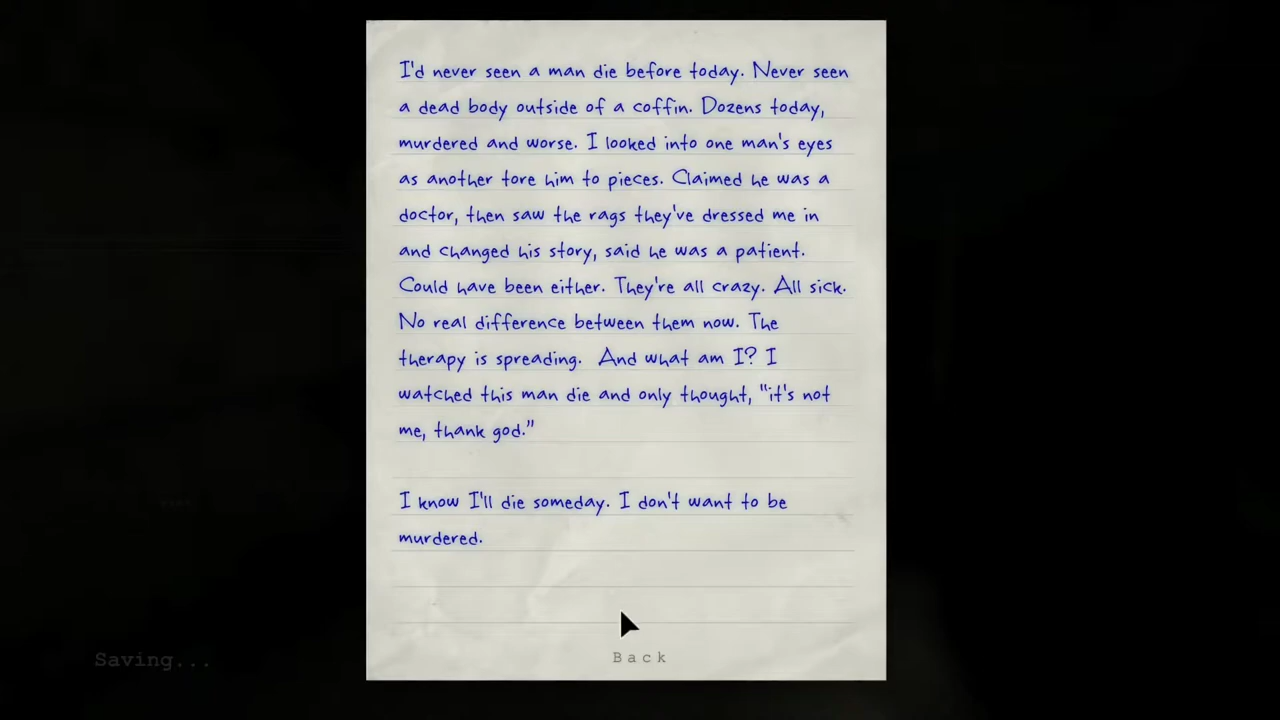 I'd never seen a man die before today. Never seen
a dead body outside of a coffin. Dozens today,
murdered and worse. I looked into one man's eyes
as another tore him to pieces. Claimed he was a
doctor, then saw the rags they've dressed me in
and changed his story, said he was a patient.
Could have been either. They're all crazy. All sick.
No real difference between them now. The
therapy is spreading. And what am I? I
watched this man die and only thought, "it's not
me, thank god."
I know I'll die someday. I don't want to be
murdered.
Saving...
Back